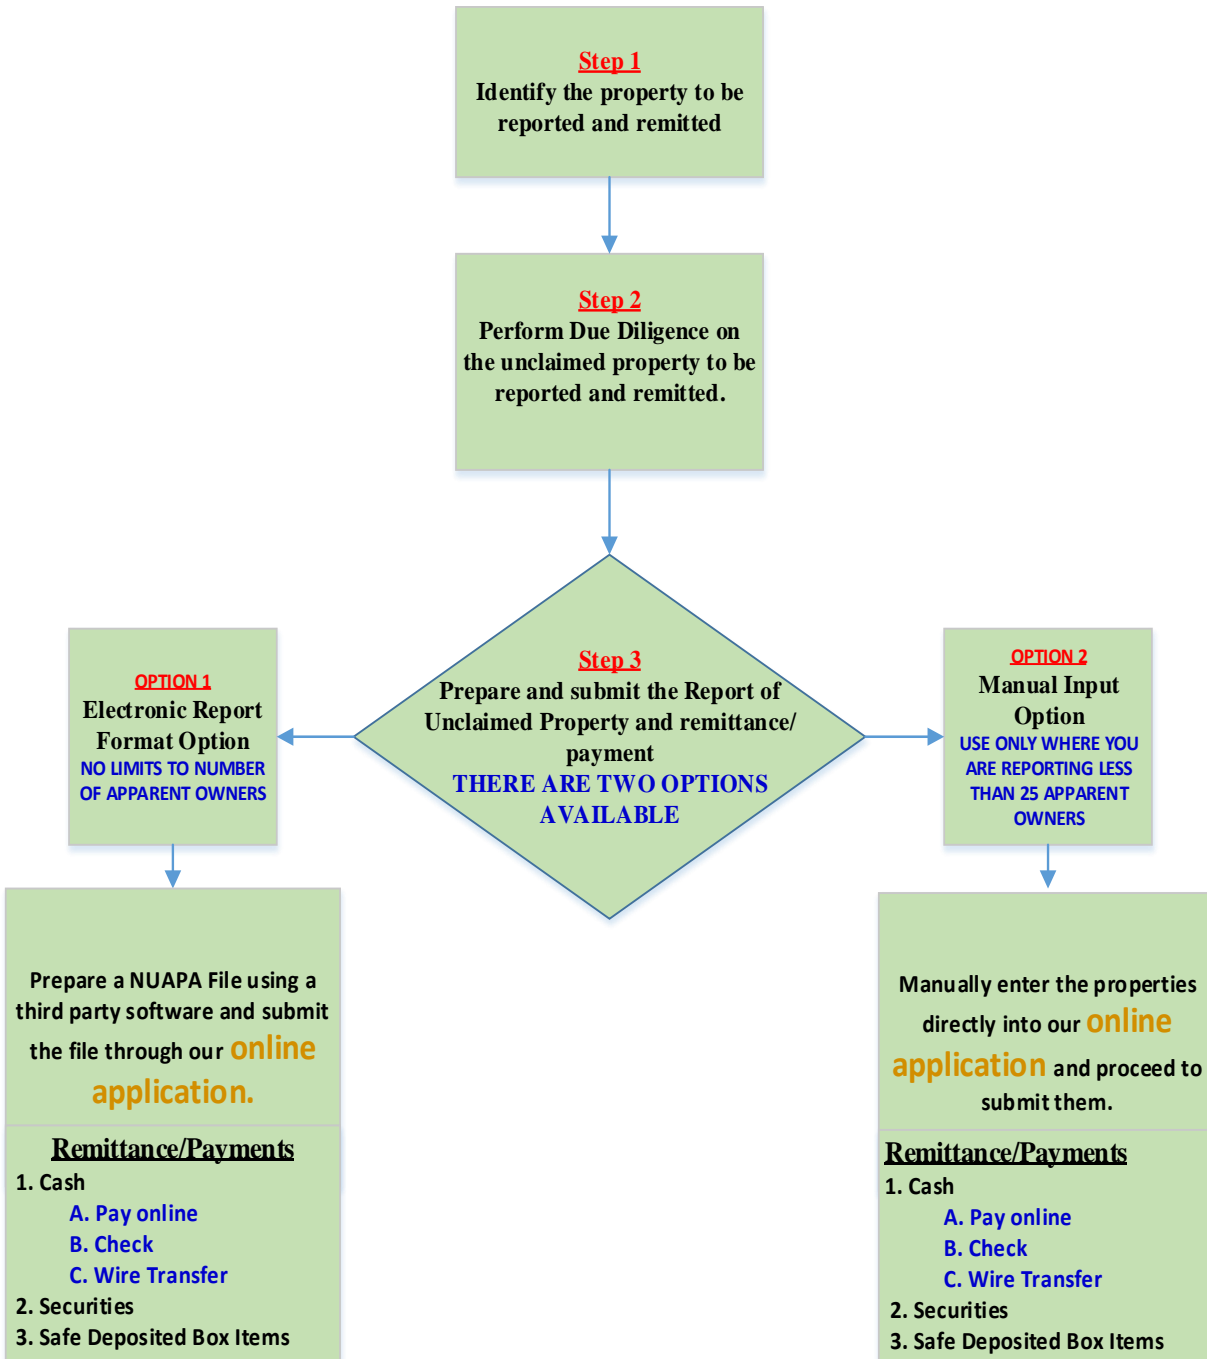 Step 1
Identify the property to be
reported and remitted
Step 2
Perform Due Diligence on
the unclaimed property to be
reported and remitted.
Step 3
Prepare and submit the Report of
Unclaimed Property and remittance/
payment
THERE ARE TWO OPTIONS
AVAILABLE
OPTION 1
Electronic Report
Format Option
NO LIMITS TO NUMBER
OF APPARENT OWNERS
Prepare a NUAPA File using a
third party software and submit
the file through our online
application.
Remittance/Payments
1. Cash
A. Pay online
B. Check
C. Wire Transfer
2. Securities
3. Safe Deposited Box Items
OPTION 2
Manual Input
Option
USE ONLY WHERE YOU
ARE REPORTING LESS
THAN 25 APPARENT
OWNERS
Manually enter the properties
directly into our online
application and proceed to
submit them.
Remittance/Payments
1. Cash
A. Pay online
B. Check
C. Wire Transfer
2. Securities
3. Safe Deposited Box Items